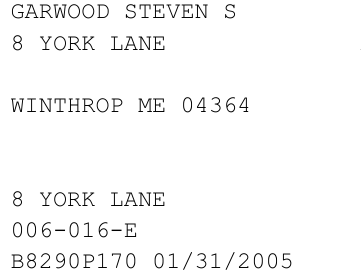 GARWOOD STEVEN S
8 YORK LANE
WINTHROP ME 04364
8 YORK LANE
006-016-E
B8290P170 01/31/2005